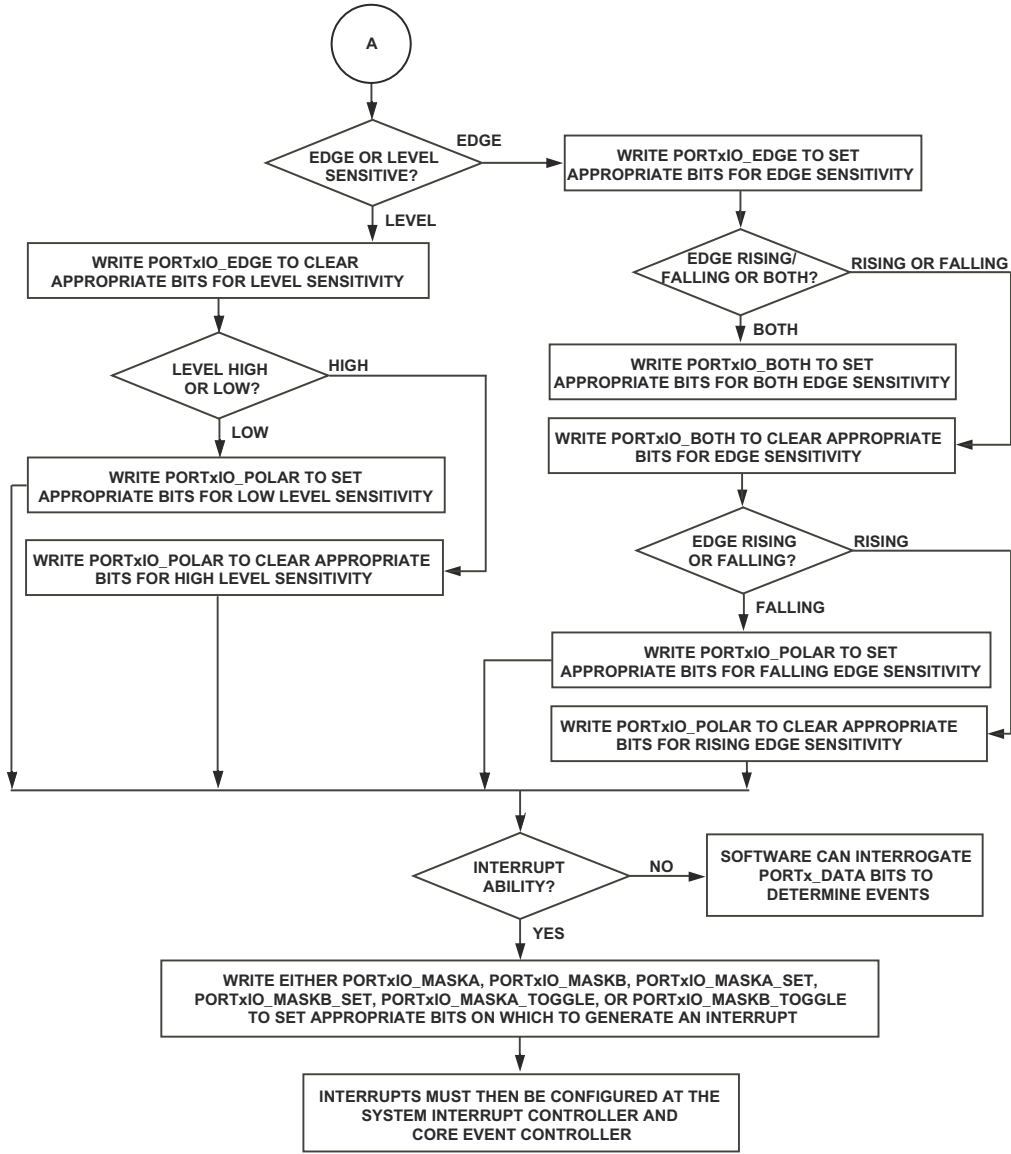 A
EDGE OR LEVEL
SENSITIVE?
EDGE
WRITE PORTxIO_EDGE TO SET
APPROPRIATE BITS FOR EDGE SENSITIVITY
LEVEL
WRITE PORTxIO_EDGE TO CLEAR
APPROPRIATE BITS FOR LEVEL SENSITIVITY
EDGE RISING/
FALLING OR BOTH?
RISING OR FALLING
BOTH
LEVEL HIGH
OR LOW?
HIGH
LOW
WRITE PORTxIO_BOTH TO SET
APPROPRIATE BITS FOR BOTH EDGE SENSITIVITY
WRITE PORTxIO_BOTH TO CLEAR APPROPRIATE
BITS FOR EDGE SENSITIVITY
WRITE PORTxIO_POLAR TO SET
APPROPRIATE BITS FOR LOW LEVEL SENSITIVITY
WRITE PORTxIO_POLAR TO CLEAR APPROPRIATE
BITS FOR HIGH LEVEL SENSITIVITY
EDGE RISING
OR FALLING?
RISING
FALLING
WRITE PORTxIO_POLAR TO SET
APPROPRIATE BITS FOR FALLING EDGE SENSITIVITY
WRITE PORTxIO_POLAR TO CLEAR APPROPRIATE
BITS FOR RISING EDGE SENSITIVITY
INTERRUPT
ABILITY?
NO
SOFTWARE CAN INTERROGATE
PORTx_DATA BITS TO
DETERMINE EVENTS
YES
WRITE EITHER PORTxIO_MASKA, PORTxIO_MASKB, PORTxIO_MASKA_SET,
PORTxIO_MASKB_SET, PORTxIO_MASKA_TOGGLE, OR PORTxIO_MASKB_TOGGLE
TO SET APPROPRIATE BITS ON WHICH TO GENERATE AN INTERRUPT
INTERRUPTS MUST THEN BE CONFIGURED AT THE
SYSTEM INTERRUPT CONTROLLER AND
CORE EVENT CONTROLLER